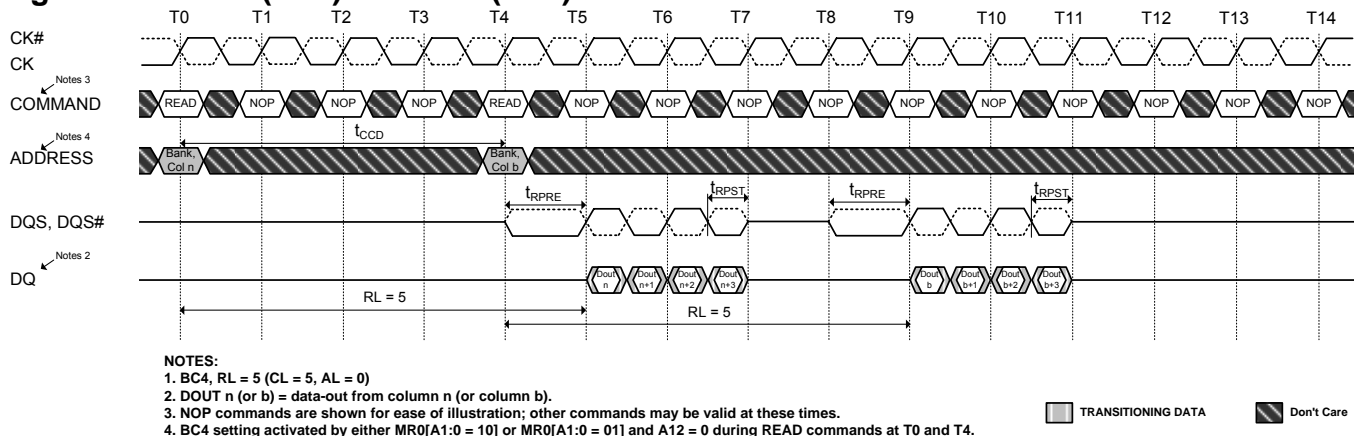 T0 T1 T2 T3 T4 T5 T6 T7 T8 T9 T10 T11 T12 T13 T14
CK#
CK
Notes 3
COMMAND READ NOP NOP NOP READ NOP NOP NOP NOP NOP NOP NOP NOP NOP NOP
tCCD
Notes 4
ADDRESS
Bank, Col n
Bank, Col b
tRPRE tRPST tRPRE tRPST
DQS, DQS#
Notes 2
DQ
Dout n
Dout n+1
Dout n+2
Dout n+3
Dout b
Dout b+1
Dout b+2
Dout b+3
RL = 5
RL = 5
NOTES:
1. BC4, RL = 5 (CL = 5, AL = 0)
2. DOUT n (or b) = data-out from column n (or column b).
3. NOP commands are shown for ease of illustration; other commands may be valid at these times.
4. BC4 setting activated by either MR0[A1:0 = 10] or MR0[A1:0 = 01] and A12 = 0 during READ commands at T0 and T4.
TRANSITIONING DATA
Don't Care